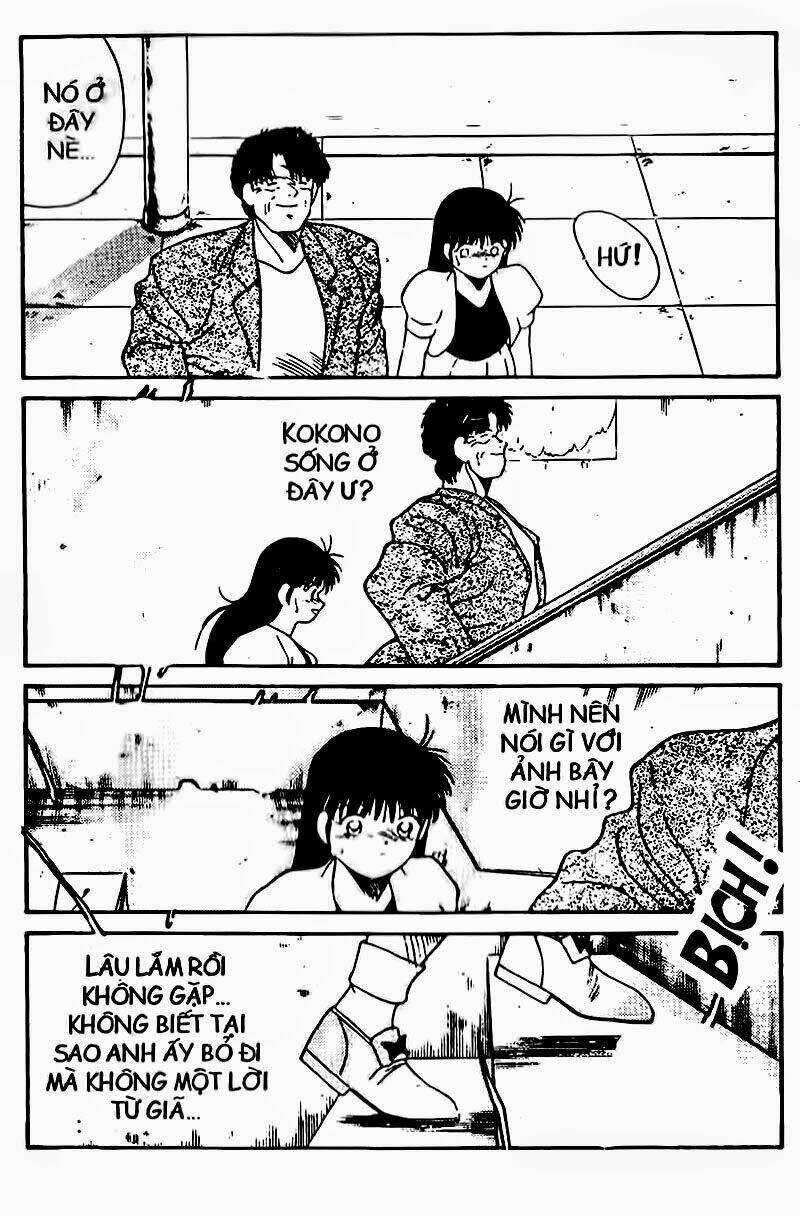 NÓ Ở
ĐÂY
NÈ...
HỨ!
KOKONO
SỐNG Ở
ĐÂY Ư?
MÌNH NÊN
NÓI GÌ VỚI
ẢNH BÂY
GIỜ NHỈ?
BỊCH!
LÂU LẮM RỒI
KHÔNG GẶP...
KHÔNG BIẾT TẠI
SAO ANH ẤY BỎ ĐI
MÀ KHÔNG MỘT LỜI
TỪ GIÃ...